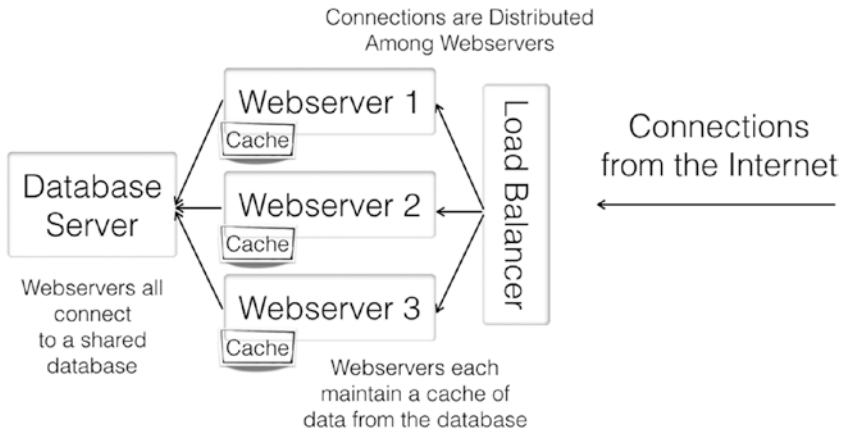 Connections are Distributed
Among Webservers
Webserver 1
Cache
Load Balancer
Connections
from the Internet
Database
Server
Webserver 2
Cache
Webservers all
connect
to a shared
database
Webserver 3
Cache
Webservers each
maintain a cache of
data from the database